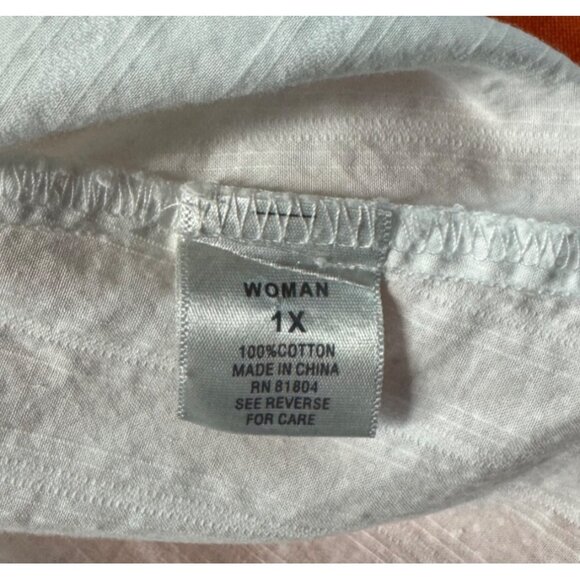 WOMAN
1X
100%COTTON
MADE IN CHINA
RN 81804
SEE REVERSE
FOR CARE